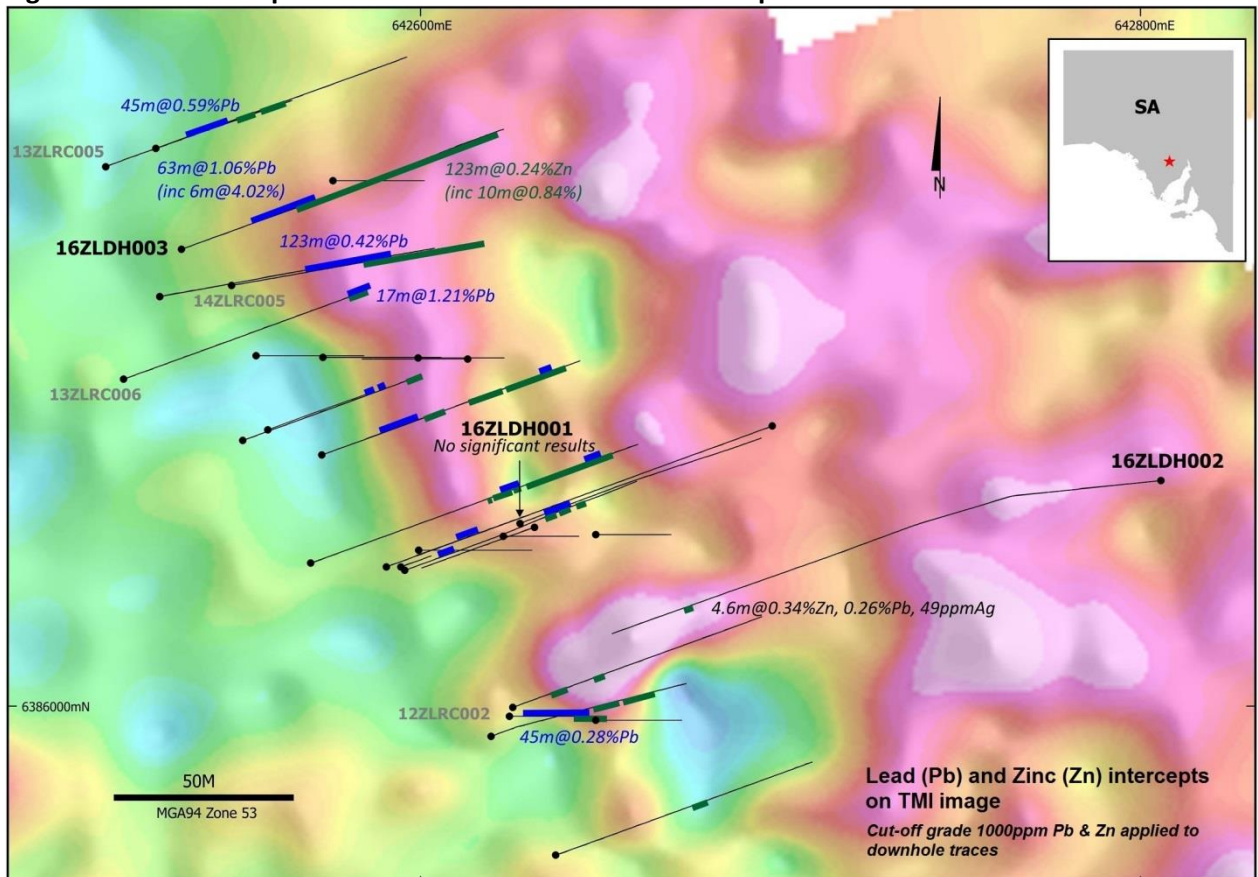 642600mE
642800mE
SA
N
45m@0.59%Pb
13ZLRC005
63m@1.06%Pb
(inc 6m@4.02%)
123m@0.24%Zn
(inc 10m@0.84%)
16ZLDH003
123m@0.42%Pb
14ZLRC005
17m@1.21%Pb
13ZLRC006
16ZLDH001
No significant results
16ZLDH002
4.6m@0.34%Zn, 0.26%Pb, 49ppmAg
6386000mN
12ZLRC002
45m@0.28%Pb
50M
MGA94 Zone 53
Lead (Pb) and Zinc (Zn) intercepts
on TMI image
Cut-off grade 1000ppm Pb & Zn applied to
downhole traces